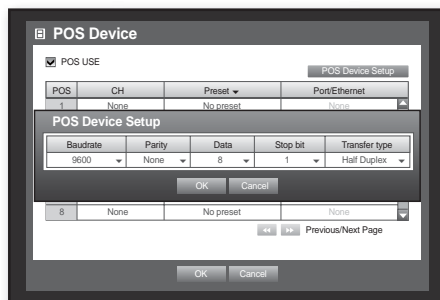 POS Device
POS USE
POS Device Setup
POS CH Preset Port/Ethernet
1 None No preset None
POS Device Setup
Baudrate Parity Data Stop bit Transfer type
9600 None 8 1 Half Duplex
OK Cancel
8 None No preset None
Previous/Next Page
OK Cancel